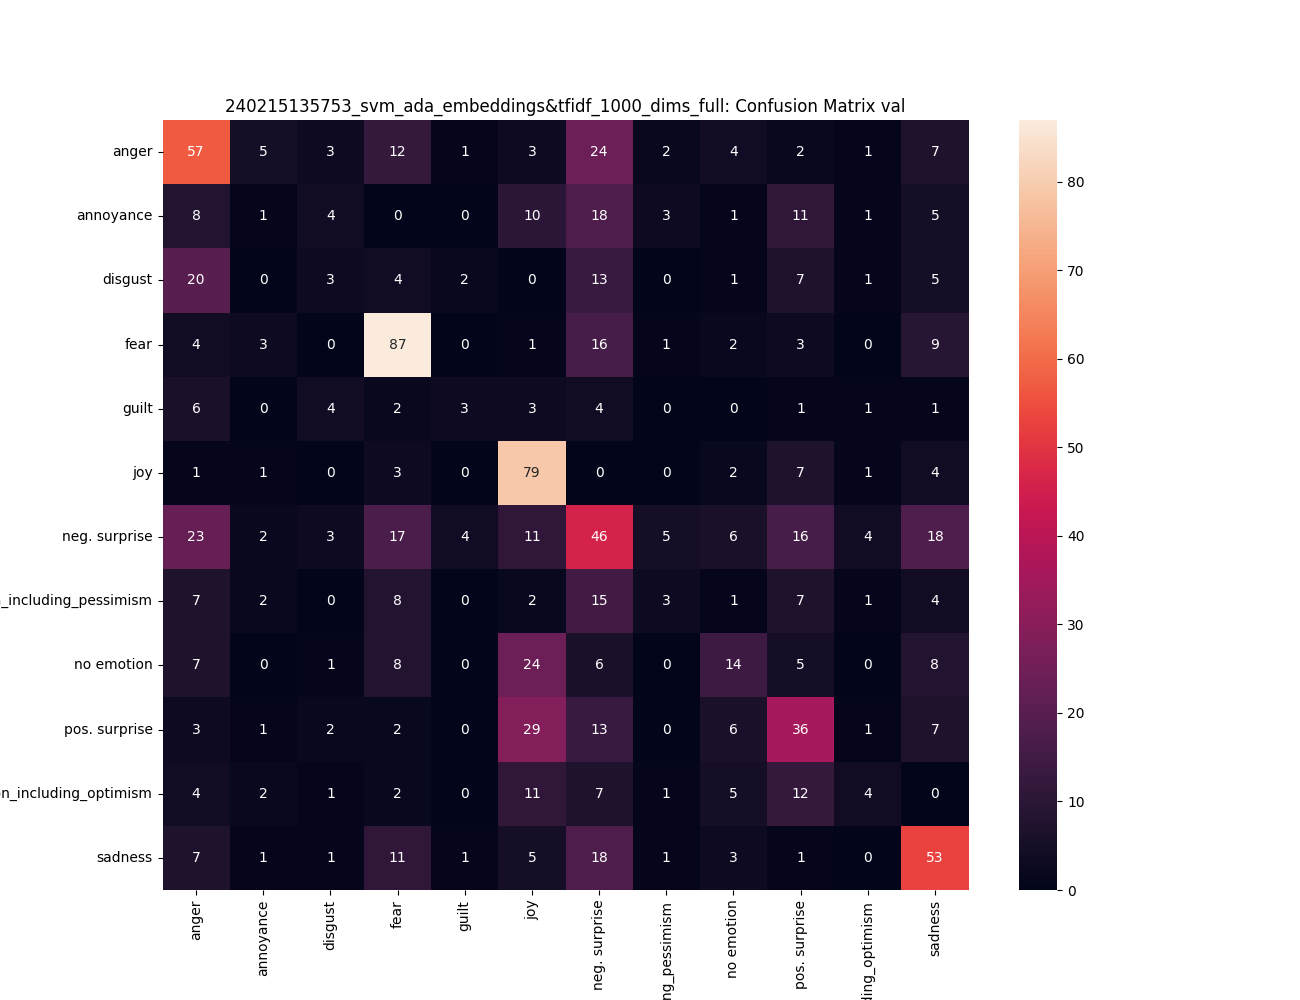 240215135753_svm_ada_embeddings&tfidf_1000_dims_full: Confusion Matrix val
anger 57 5 3 12 1 3 24 2 4 2 1 7
annoyance 8 1 4 0 0 10 18 3 1 11 1 5
disgust 20 0 3 4 2 0 13 0 1 7 1 5
fear 4 3 0 87 0 1 16 1 2 3 0 9
guilt 6 0 4 2 3 3 4 0 0 1 1 1
joy 1 1 0 3 0 79 0 0 2 7 1 4
neg. surprise 23 2 3 17 4 11 46 5 6 16 4 18
_including_pessimism 7 2 0 8 0 2 15 3 1 7 1 4
no emotion 7 0 1 8 0 24 6 0 14 5 0 8
pos. surprise 3 1 2 2 0 29 13 0 6 36 1 7
n_including_optimism 4 2 1 2 0 11 7 1 5 12 4 0
sadness 7 1 1 11 1 5 18 1 3 1 0 53
anger
annoyance
disgust
fear
guilt
joy
neg. surprise
ng_pessimism
no emotion
pos. surprise
ding_optimism
sadness
80
70
60
50
40
30
20
10
0